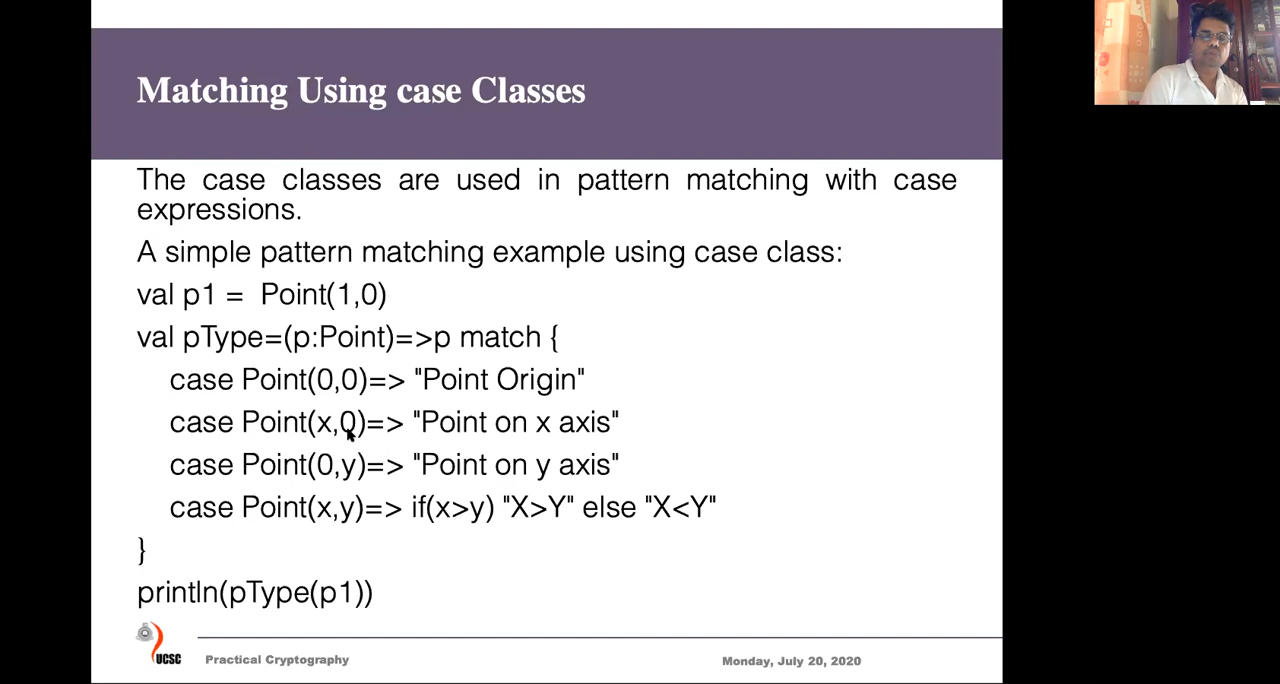 Matching Using case Classes
The case classes are used in pattern matching with case
expressions.
A simple pattern matching example using case class:
val p1 =  Point(1,0)
val pType=(p:Point)=>p match {
case Point(0,0)=> "Point Origin"
case Point(x,0)=> "Point on x axis"
case Point(0,y)=> "Point on y axis"
case Point(x,y)=> if(x>y) "X>Y" else "X<Y"
}
println(pType(p1))
UCSC
Practical Cryptography
Monday, July 20, 2020